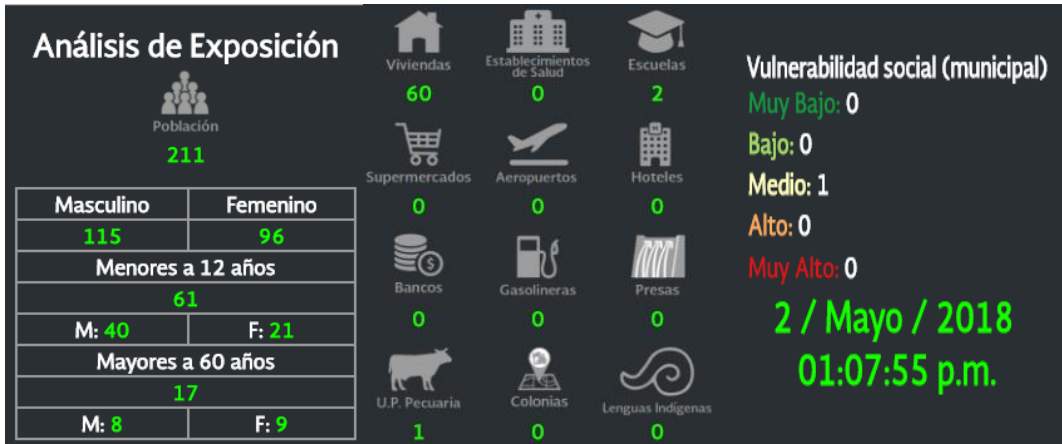 Análisis de Exposición
Población
211
Masculino Femenino
115 96
Menores a 12 años
61
M: 40 F: 21
Mayores a 60 años
17
M: 8 F: 9
Viviendas Establecimientos de Salud Escuelas
60 0 2
Supermercados Aeropuertos Hoteles
0 0 0
Bancos Gasolineras Presas
0 0 0
U.P. Pecuaria Colonias Lenguas Indígenas
1 0 0
Vulnerabilidad social (municipal)
Muy Bajo: 0
Bajo: 0
Medio: 1
Alto: 0
Muy Alto: 0
2 / Mayo / 2018
01:07:55 p.m.